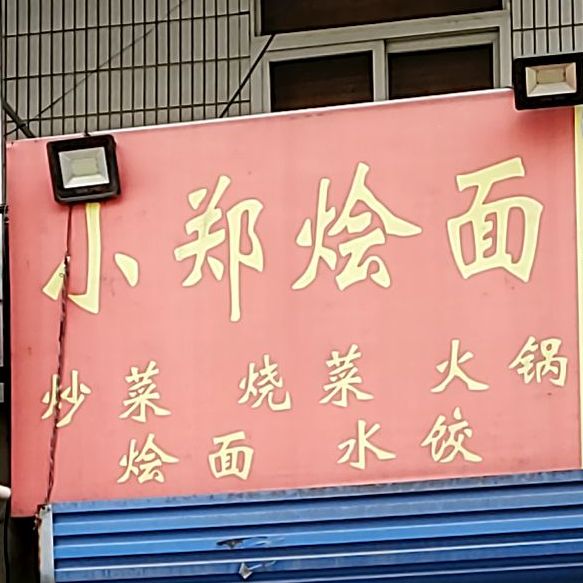 小郑烩面
炒菜 烧菜 火锅
烩面 水饺